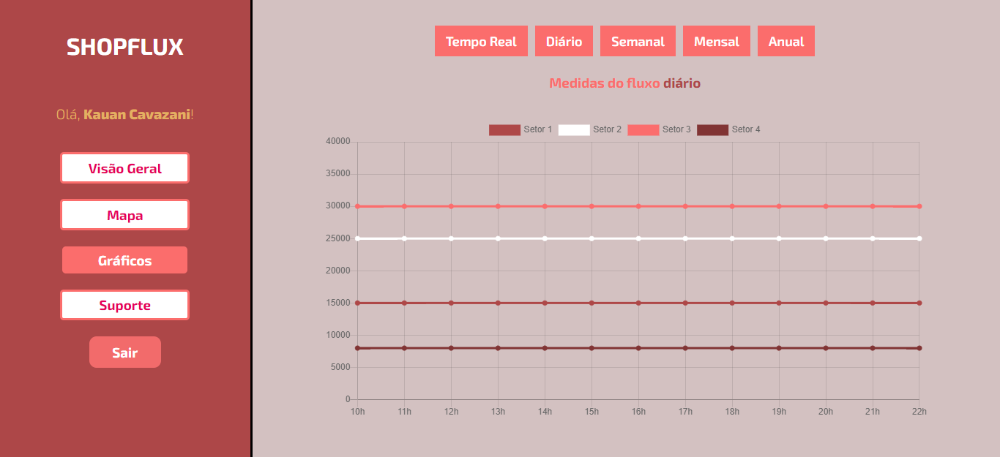 SHOPFLUX
Olá, Kauan Cavazani!
Visão Geral
Mapa
Gráficos
Suporte
Sair
Tempo Real Diário Semanal Mensal Anual
Medidas do fluxo diário
Setor 1 Setor 2 Setor 3 Setor 4
40000
35000
30000
25000
20000
15000
10000
5000
0
10h 11h 12h 13h 14h 15h 16h 17h 18h 19h 20h 21h 22h